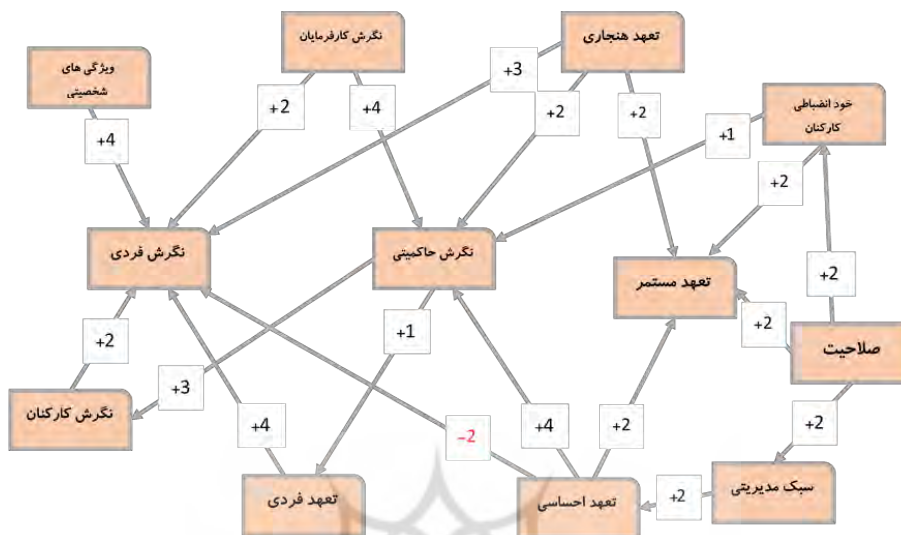 نگرش کارفرمایان
تعهد هنجاری
ویژگی های
شخصیتی
+3
خود انضباطی
کارکنان
+2
+4
+2
+2
+4
+1
+2
نگرش فردی
نگرش حاکمیتی
تعهد مستمر
+2
+2
+1
+2
صلاحیت
+3
نگرش کارکنان
+4
-2
+4
+2
+2
تعهد فردی
تعهد احساسی
+2
سبک مدیریتی